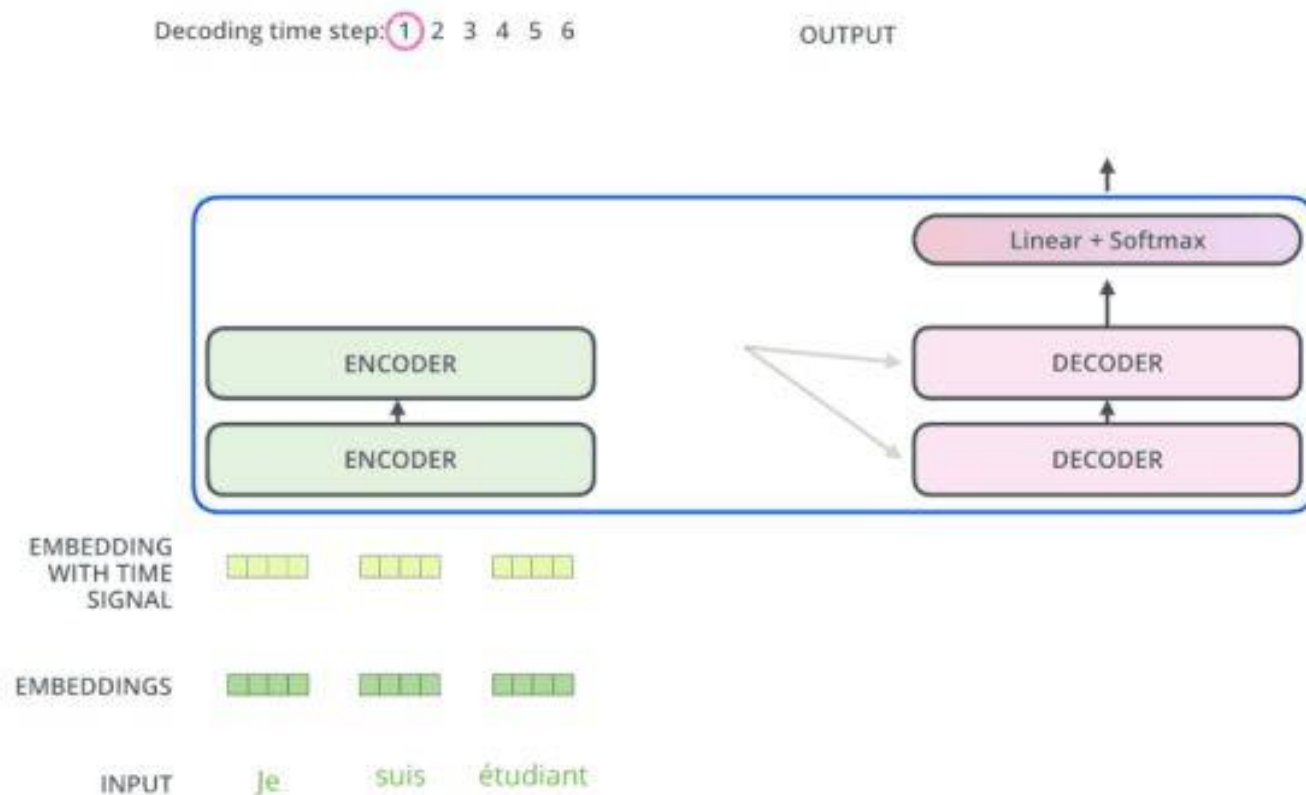 Decoding time step: 1 2 3 4 5 6
OUTPUT
Linear + Softmax
ENCODER
DECODER
ENCODER
DECODER
EMBEDDING
WITH TIME
SIGNAL
EMBEDDINGS
INPUT Je suis étudiant